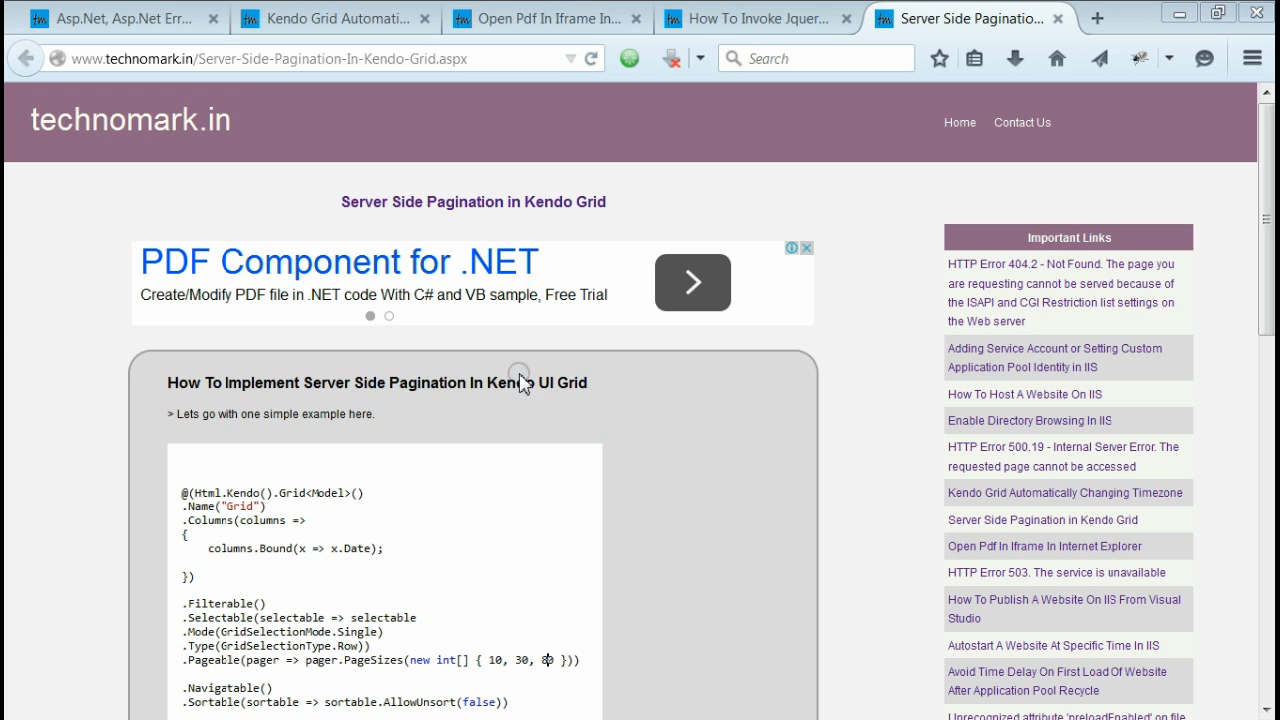 Asp.Net, Asp.Net Err... Kendo Grid Automati... Open Pdf In Iframe In... How To Invoke Jquer... Server Side Paginatio...
www.technomark.in/Server-Side-Pagination-In-Kendo-Grid.aspx Search
technomark.in
Home Contact Us
Server Side Pagination in Kendo Grid
PDF Component for .NET
Create/Modify PDF file in .NET code With C# and VB sample, Free Trial
How To Implement Server Side Pagination In Kendo UI Grid
> Lets go with one simple example here.
@(Html.Kendo().Grid<Model>()
.Name("Grid")
.Columns(columns =>
{
columns.Bound(x => x.Date);
})
.Filterable()
.Selectable(selectable => selectable
.Mode(GridSelectionMode.Single)
.Type(GridSelectionType.Row))
.Pageable(pager => pager.PageSizes(new int[] { 10, 30, 80 }))
.Navigatable()
.Sortable(sortable => sortable.AllowUnsort(false))
Important Links
HTTP Error 404.2 - Not Found. The page you
are requesting cannot be served because of
the ISAPI and CGI Restriction list settings on
the Web server
Adding Service Account or Setting Custom
Application Pool Identity in IIS
How To Host A Website On IIS
Enable Directory Browsing In IIS
HTTP Error 500.19 - Internal Server Error. The
requested page cannot be accessed
Kendo Grid Automatically Changing Timezone
Server Side Pagination in Kendo Grid
Open Pdf In Iframe In Internet Explorer
HTTP Error 503. The service is unavailable
How To Publish A Website On IIS From Visual
Studio
Autostart A Website At Specific Time In IIS
Avoid Time Delay On First Load Of Website
After Application Pool Recycle
Unrecognized attribute 'preloadEnabled' on file